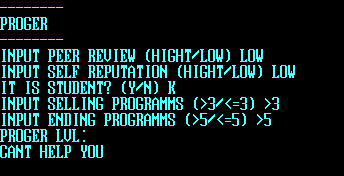 --------
PROGER
--------
INPUT PEER REVIEW (HIGHT/LOW) LOW
INPUT SELF REPUTATION (HIGHT/LOW) LOW
IT IS STUDENT? (Y/N) K
INPUT SELLING PROGRAMMS (>3/<=3) >3
INPUT ENDING PROGRAMMS (>5/<=5) >5
PROGER LVL:
CANT HELP YOU